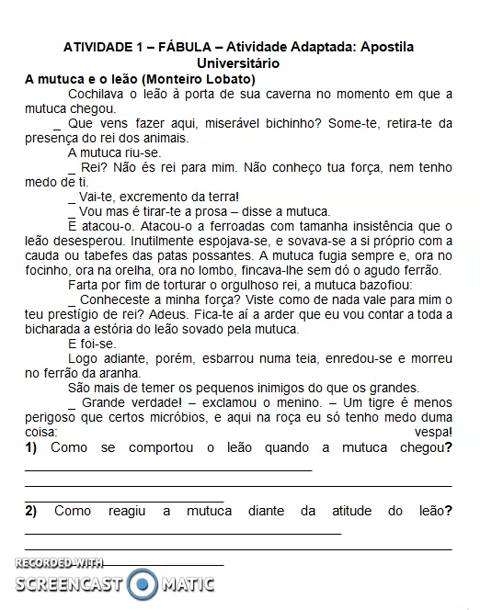 ATIVIDADE 1 – FÁBULA – Atividade Adaptada: Apostila
Universitário
A mutuca e o leão (Monteiro Lobato)
Cochilava o leão à porta de sua caverna no momento em que a
mutuca chegou.
_ Que vens fazer aqui, miserável bichinho? Some-te, retira-te da
presença do rei dos animais.
A mutuca riu-se.
_ Rei? Não és rei para mim. Não conheço tua força, nem tenho
medo de ti.
_ Vai-te, excremento da terra!
_ Vou mas é tirar-te a prosa – disse a mutuca.
E atacou-o. Atacou-o a ferroadas com tamanha insistência que o
leão desesperou. Inutilmente espojava-se, e sovava-se a si próprio com a
cauda ou tabefes das patas possantes. A mutuca fugia sempre e, ora no
focinho, ora na orelha, ora no lombo, fincava-lhe sem dó o agudo ferrão.
Farta por fim de torturar o orgulhoso rei, a mutuca bazofiou:
_ Conheceste a minha força? Viste como de nada vale para mim o
teu prestígio de rei? Adeus. Fica-te aí a arder que eu vou contar a toda a
bicharada a estória do leão sovado pela mutuca.
E foi-se.
Logo adiante, porém, esbarrou numa teia, enredou-se e morreu
no ferrão da aranha.
São mais de temer os pequenos inimigos do que os grandes.
_ Grande verdade! – exclamou o menino. – Um tigre é menos
perigoso que certos micróbios, e aqui na roça eu só tenho medo duma
coisa: vespa!
1) Como se comportou o leão quando a mutuca chegou?
2) Como reagiu a mutuca diante da atitude do leão?
RECORDED WITH
SCREENCAST MATIC